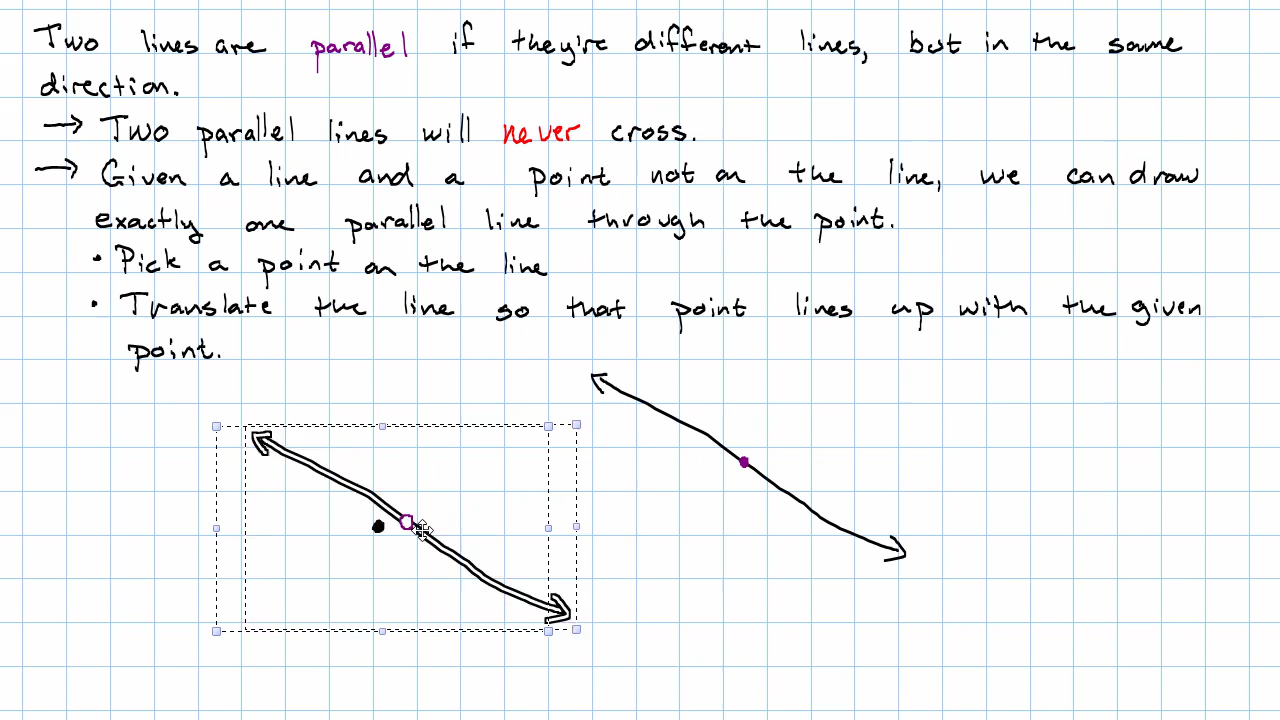 Two lines are parallel if they're different lines, but in the same
direction.
→ Two parallel lines will never cross.
→ Given a line and a point not on the line, we can draw
exactly one parallel line through the point.
• Pick a point on the line
• Translate the line so that point lines up with the given
point.